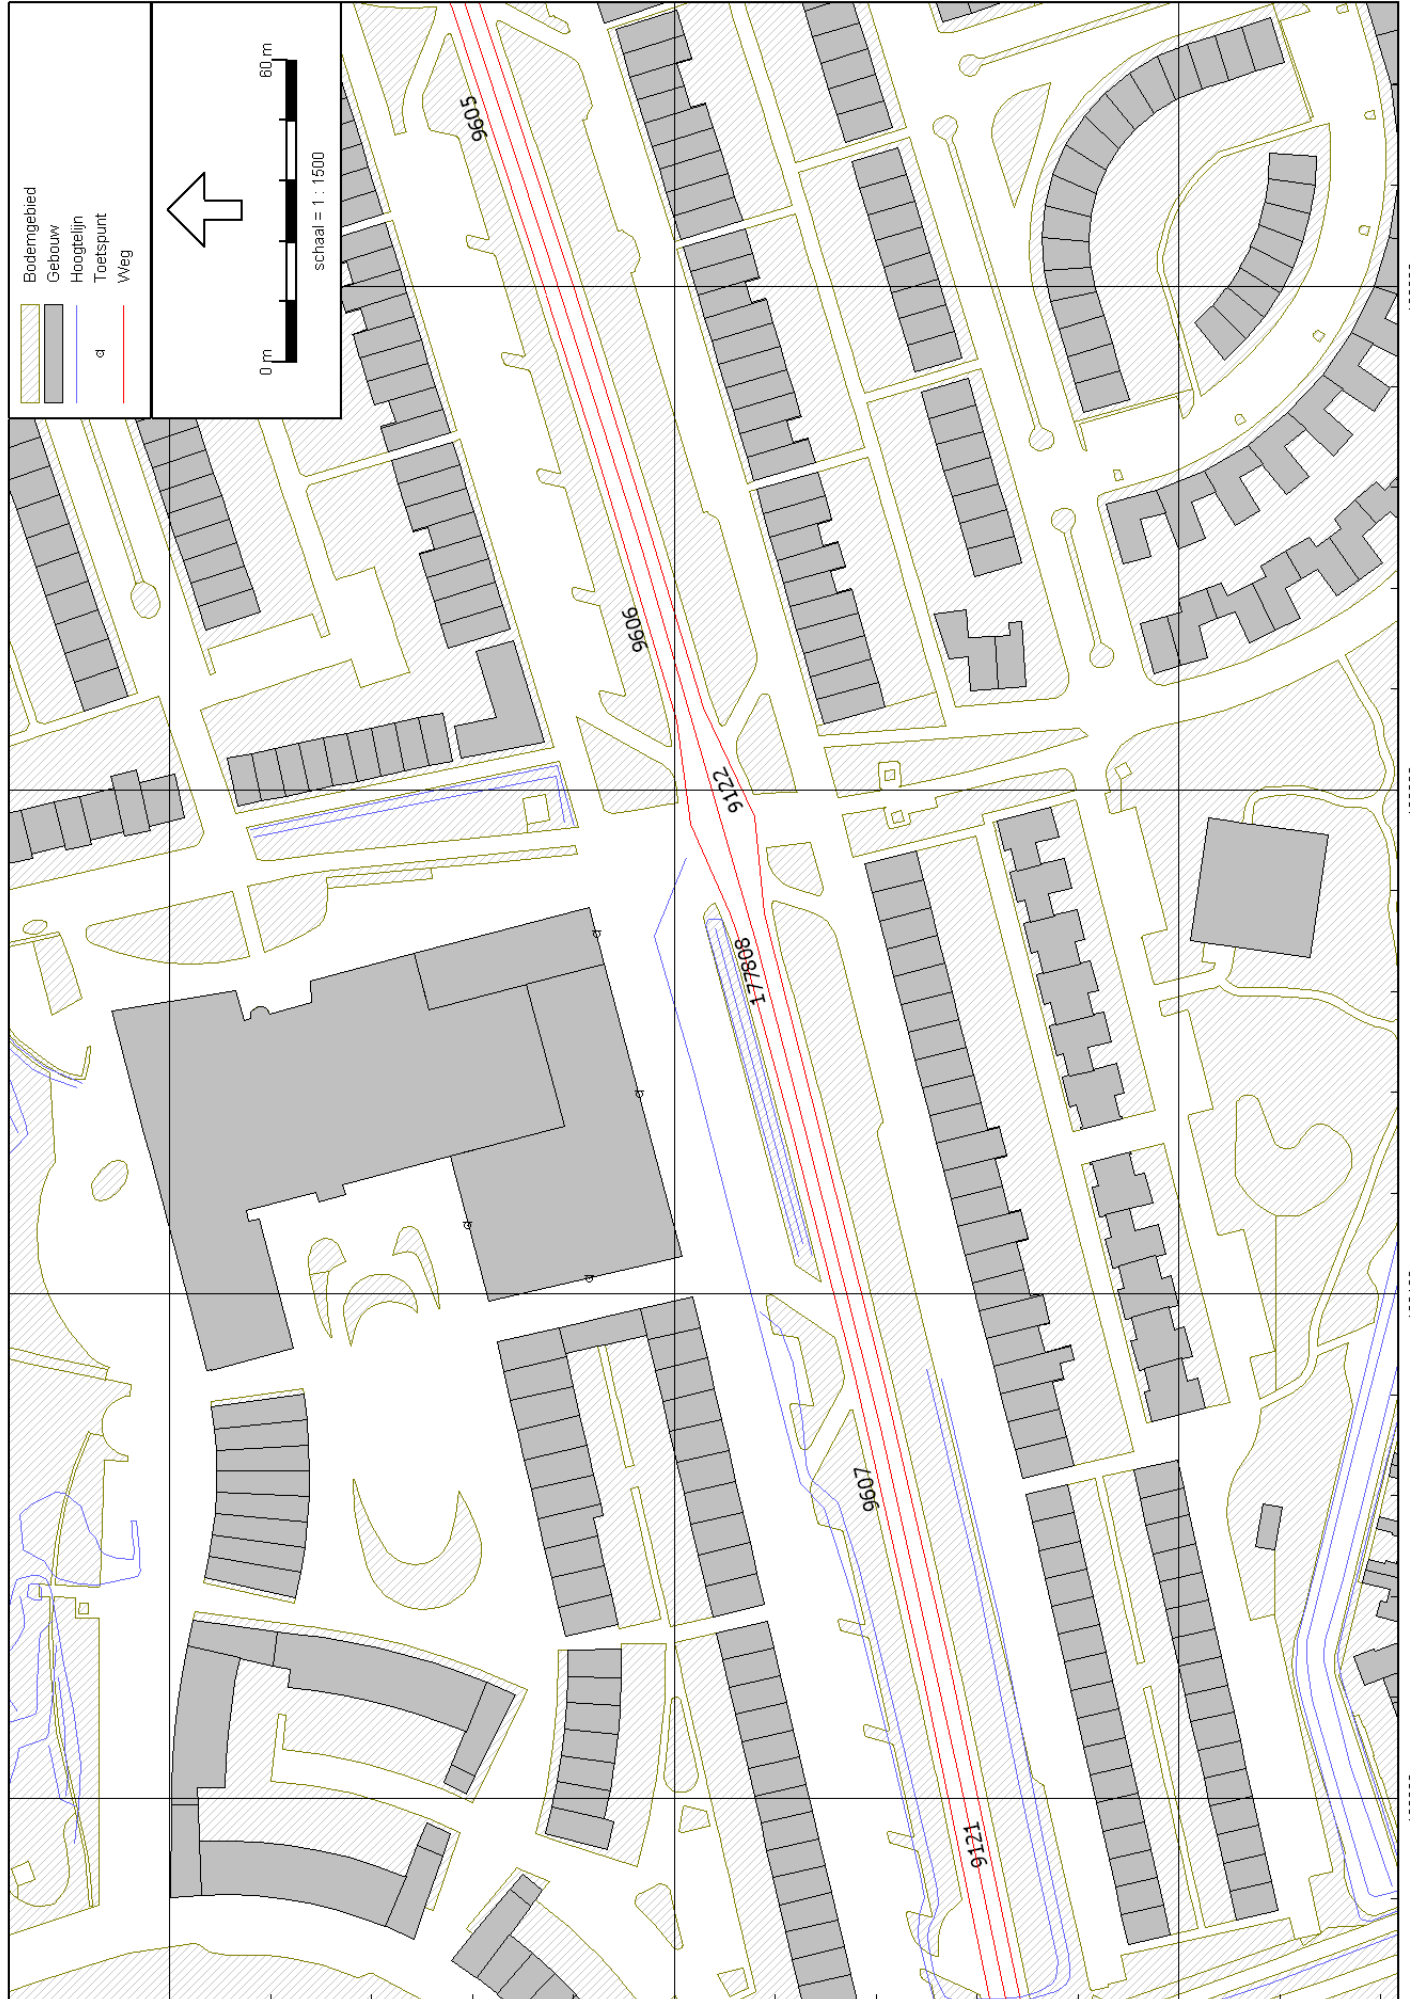 Bodemgebied
Gebouw
Hoogtelijn
Toetspunt
Weg
0 m
60 m
schaal = 1 : 1500
9605
9606
9122
177808
9607
9121